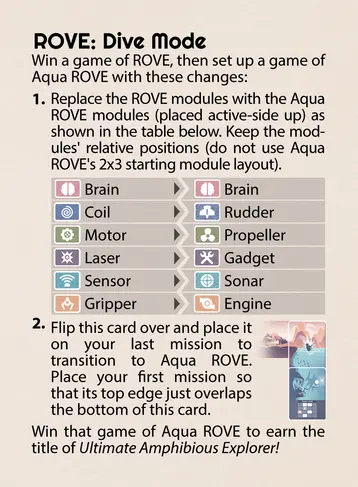 ROVE: Dive Mode
Win a game of ROVE, then set up a game of
Aqua ROVE with these changes:
1. Replace the ROVE modules with the Aqua
ROVE modules (placed active-side up) as
shown in the table below. Keep the mod-
ules' relative positions (do not use Aqua
ROVE's 2x3 starting module layout).
Brain Brain
Coil Rudder
Motor Propeller
Laser Gadget
Sensor Sonar
Gripper Engine
2. Flip this card over and place it
on your last mission to
transition to Aqua ROVE.
Place your first mission so
that its top edge just overlaps
the bottom of this card.
Win that game of Aqua ROVE to earn the
title of Ultimate Amphibious Explorer!